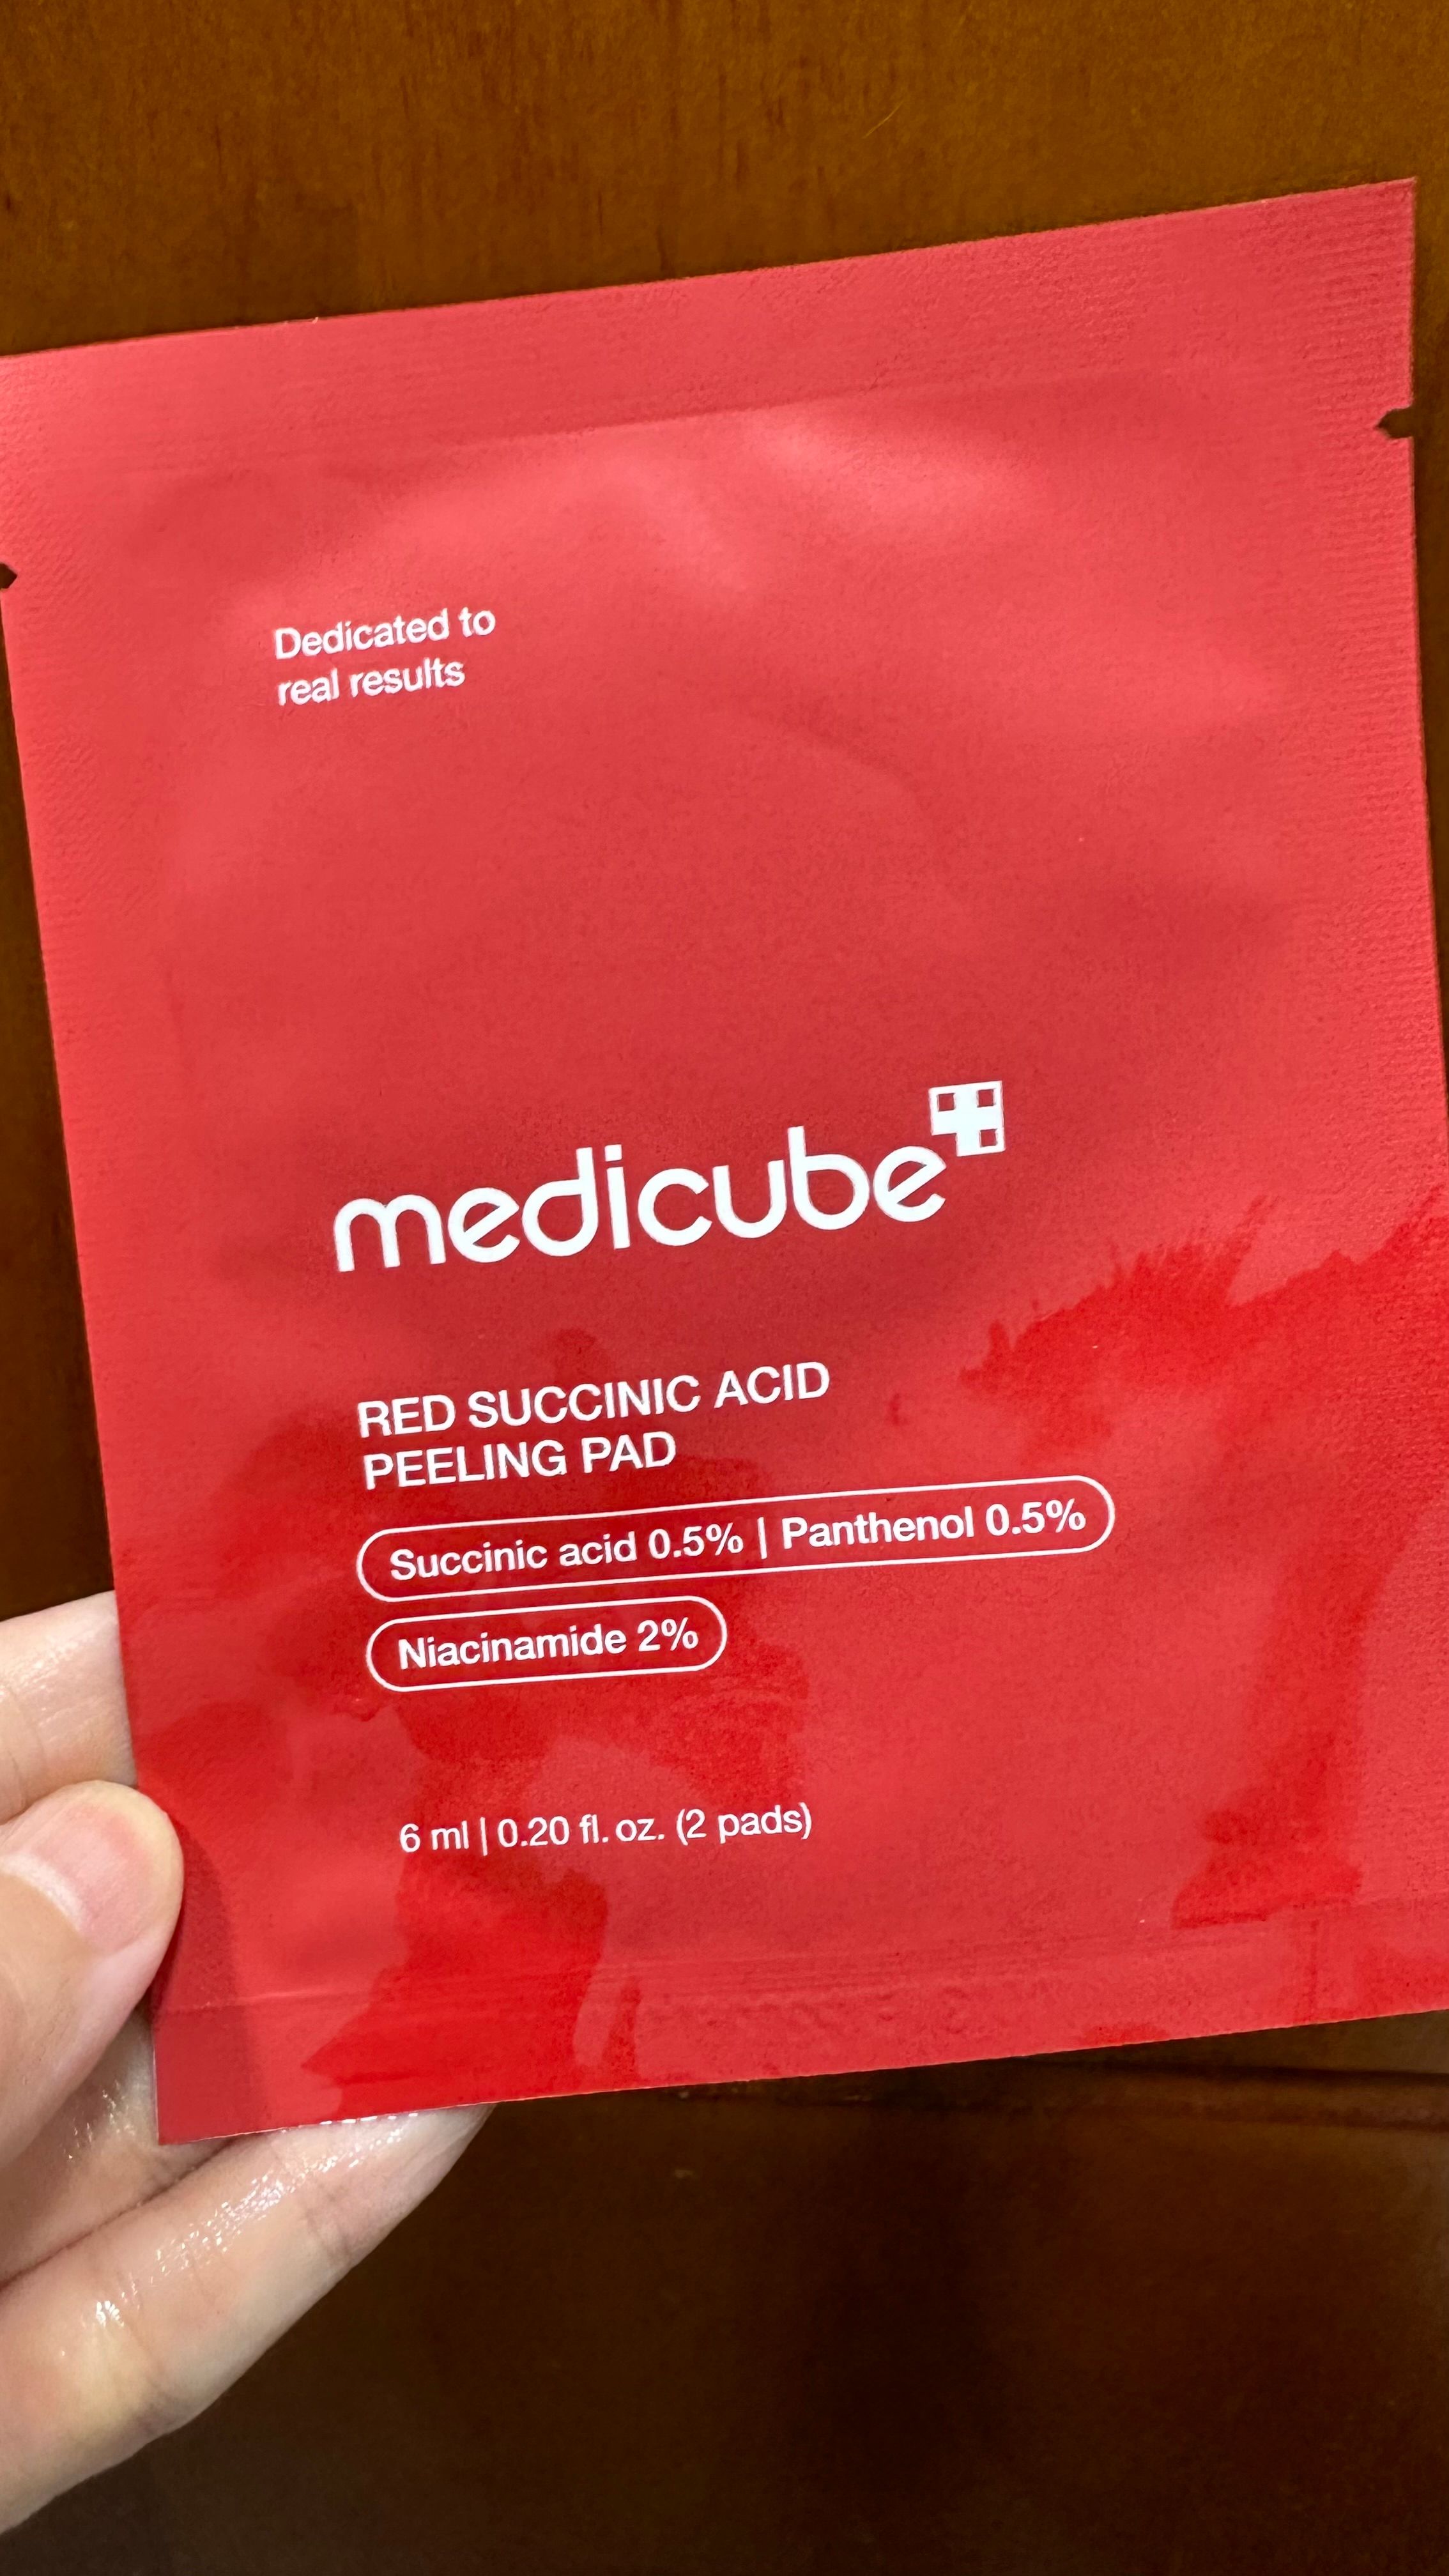 Dedicated to
real results
medicube
RED SUCCINIC ACID
PEELING PAD
Succinic acid 0.5% | Panthenol 0.5%
Niacinamide 2%
6 ml | 0.20 fl. oz. (2 pads)